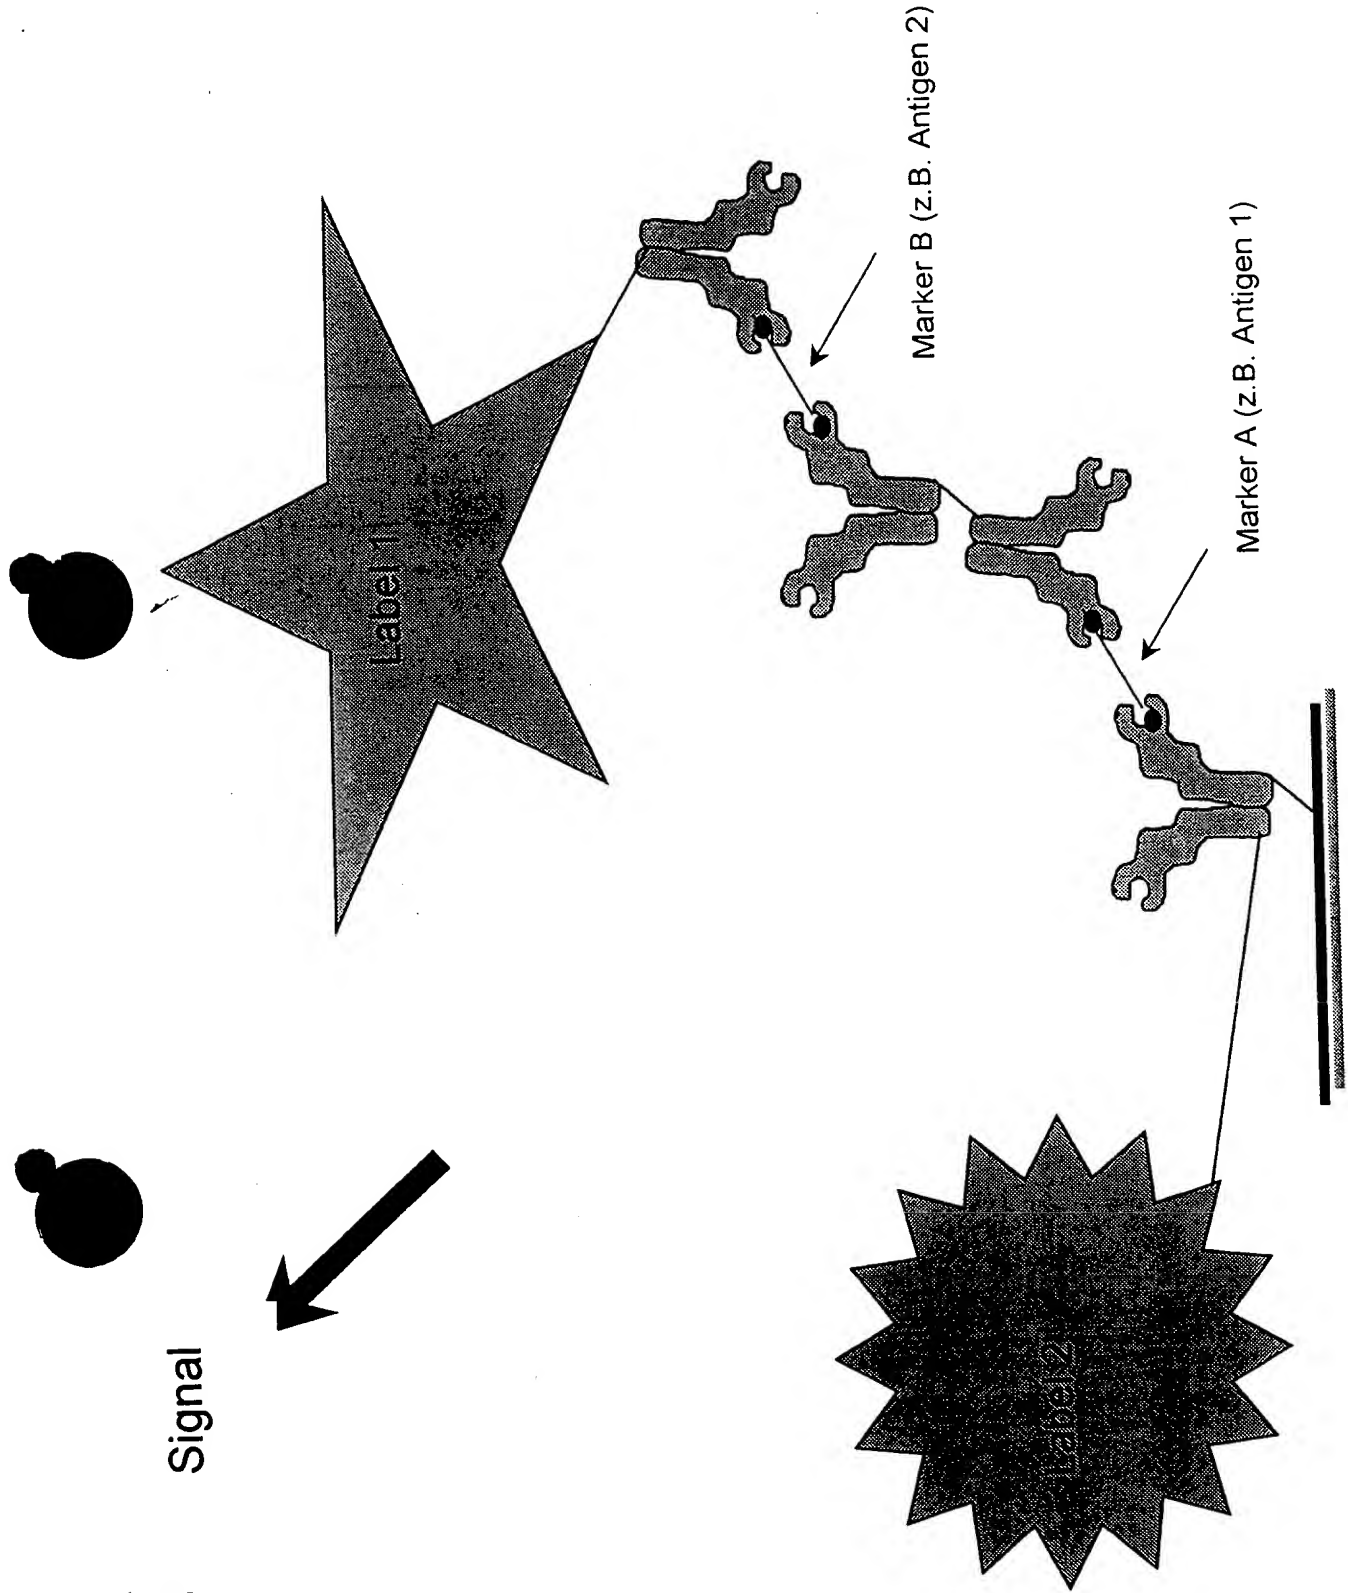 Signal
Label 1
Label 2
Marker B (z.B. Antigen 2)
Marker A (z.B. Antigen 1)